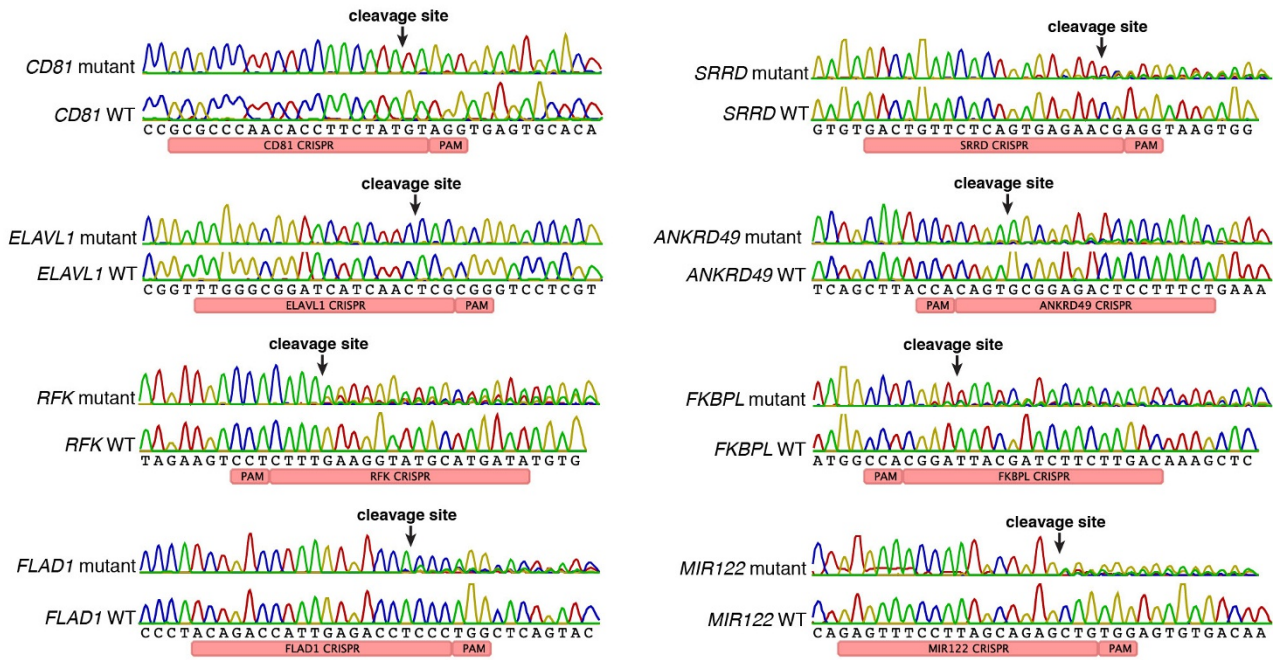 cleavage site
CD81 mutant
CD81 WT
CCGCGCCCAACACCTTCTATGTAGGTGAGTGCACA
CD81 CRISPR PAM
cleavage site
ELAVL1 mutant
ELAVL1 WT
CGGTTTGGGCGGATCATCAACTCGCGGGTCCTCGT
ELAVL1 CRISPR PAM
cleavage site
RFK mutant
RFK WT
TAGAAGTCCTCTTTGAAGGTATGCATGATATGTG
PAM RFK CRISPR
cleavage site
FLAD1 mutant
FLAD1 WT
CCCTACAGACCATTGAGACCTCCCTGGCTCAGTAC
FLAD1 CRISPR PAM
cleavage site
SRRD mutant
SRRD WT
GTGTGACTGTTCTCAGTGAGAACGAGGTAAGTGG
SRRD CRISPR PAM
cleavage site
ANKRD49 mutant
ANKRD49 WT
TCAGCTTACCACAGTGCGGAGACTCCTTTCTGAAA
PAM ANKRD49 CRISPR
cleavage site
FKBPL mutant
FKBPL WT
ATGGCCACGGATTACGATCTTCTTGACAAAGCTC
PAM FKBPL CRISPR
cleavage site
MIR122 mutant
MIR122 WT
CAGAGTTTCCTTAGCAGAGCTGTGGAGTGTGACAA
MIR122 CRISPR PAM